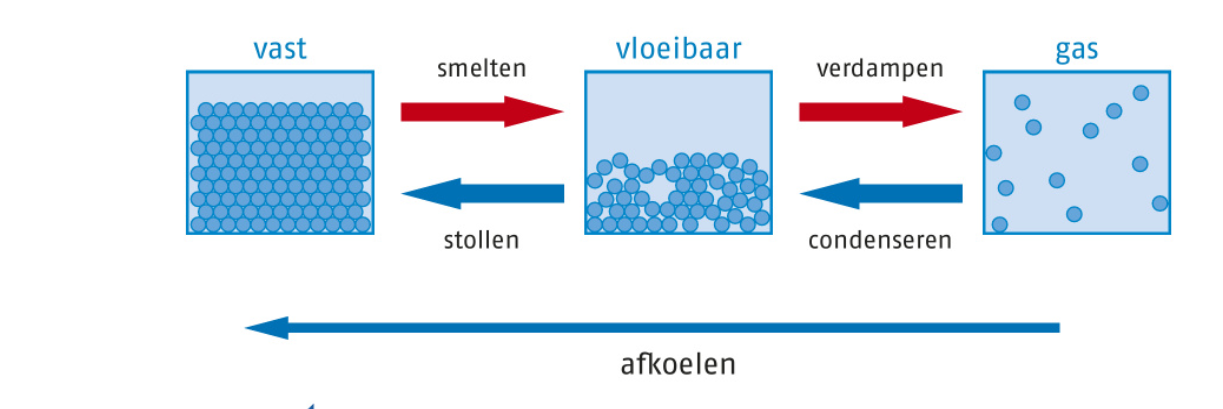 vast
smelten
vloeibaar
verdampen
gas
stollen
condenseren
afkoelen